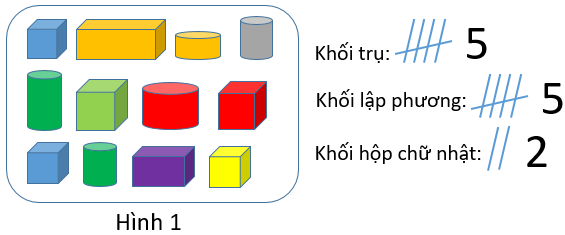 Khối trụ: 5
Khối lập phương: 5
Khối hộp chữ nhật: 2
Hình 1